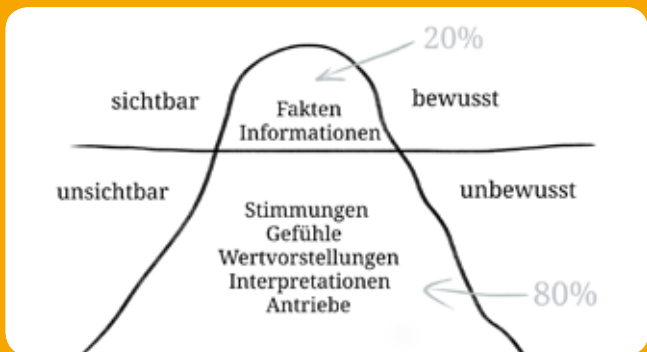 20%
sichtbar
bewusst
Fakten
Informationen
unsichtbar
unbewusst
Stimmungen
Gefühle
Wertvorstellungen
Interpretationen
Antriebe
80%